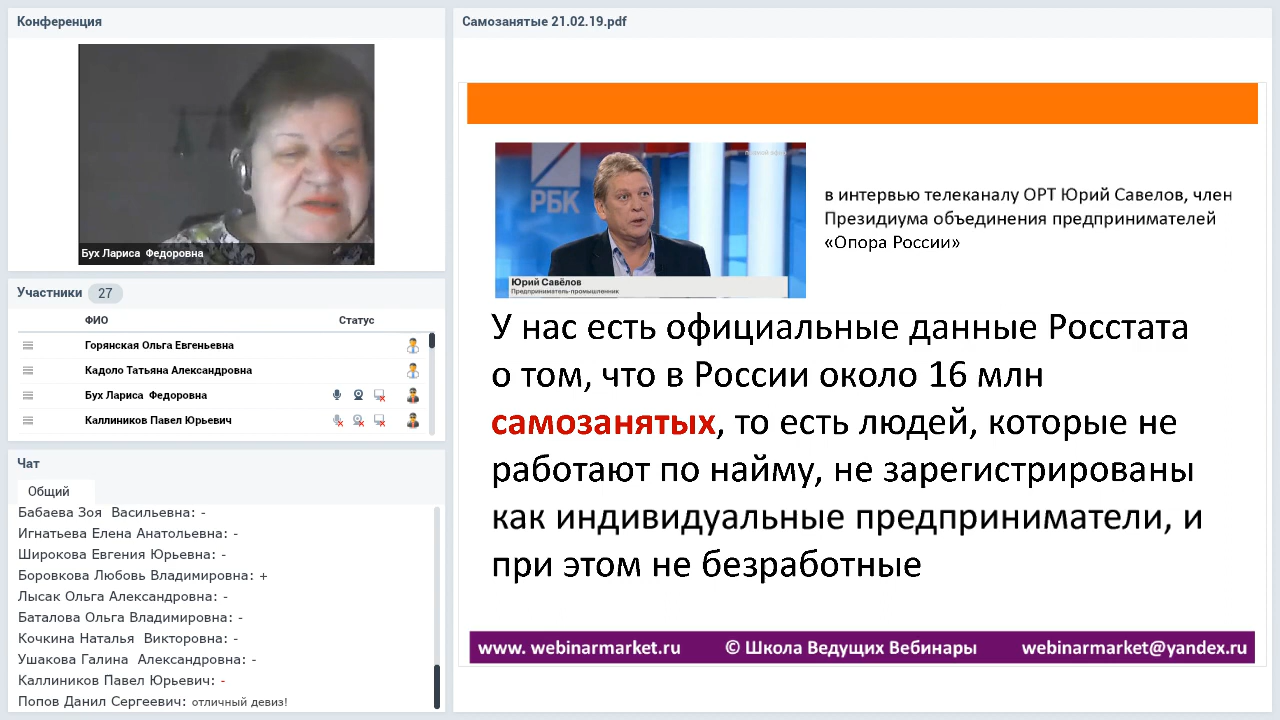 Конференция
Бух Лариса  Федоровна
Участники 27
ФИО Статус
Горянская Ольга Евгеньевна
Кадоло Татьяна Александровна
Бух Лариса  Федоровна
Каллиников Павел Юрьевич
Чат
Общий
Бабаева Зоя  Васильевна: -
Игнатьева Елена Анатольевна: -
Широкова Евгения Юрьевна: -
Боровкова Любовь Владимировна: +
Лысак Ольга Александровна: -
Баталова Ольга Владимировна: -
Кочкина Наталья  Викторовна: -
Ушакова Галина  Александровна: -
Каллиников Павел Юрьевич: -
Попов Данил Сергеевич: отличный девиз!
Самозанятые 21.02.19.pdf
РБК
Юрий Савёлов
Предприниматель-промышленник
в интервью телеканалу ОРТ Юрий Савелов, член
Президиума объединения предпринимателей
«Опора России»
У нас есть официальные данные Росстата
о том, что в России около 16 млн
самозанятых, то есть людей, которые не
работают по найму, не зарегистрированы
как индивидуальные предприниматели, и
при этом не безработные
www. webinarmarket.ru © Школа Ведущих Вебинары webinarmarket@yandex.ru